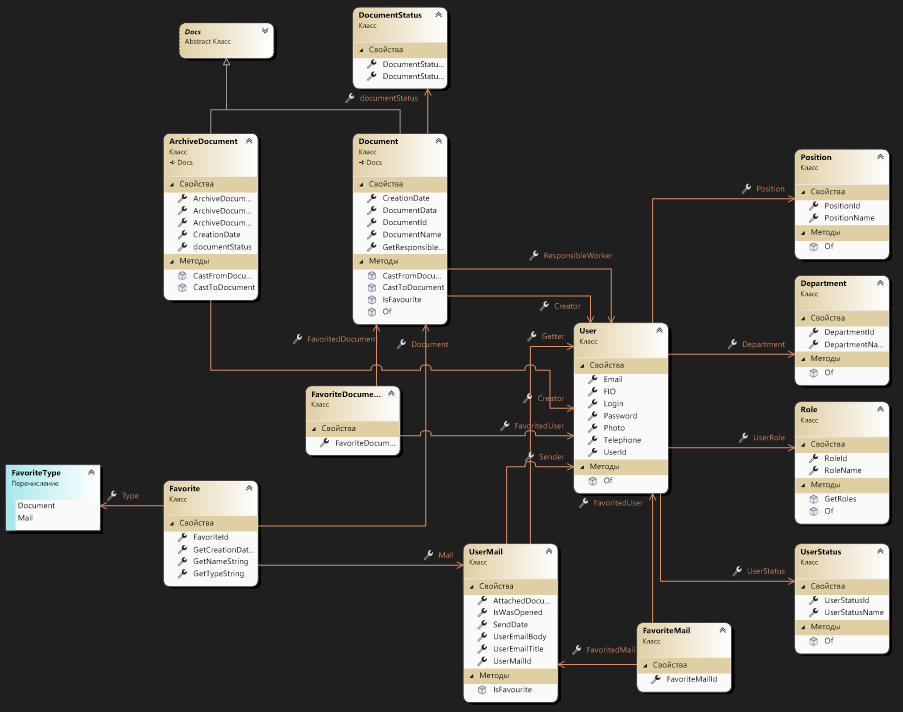 Docs
Abstract Класс
DocumentStatus
Класс
Свойства
DocumentStatu...
DocumentStatu...
documentStatus
ArchiveDocument
Класс
Docs
Свойства
ArchiveDocum...
ArchiveDocum...
ArchiveDocum...
CreationDate
documentStatus
Методы
CastFromDocu...
CastToDocument
Document
Класс
Docs
Свойства
CreationDate
DocumentData
DocumentId
DocumentName
GetResponsible...
Методы
CastFromDocu...
CastToDocument
IsFavourite
Of
Position
Класс
Свойства
PositionId
PositionName
Методы
Of
Position
ResponsibleWorker
Creator
Department
Класс
Свойства
DepartmentId
DepartmentNa...
Методы
Of
Department
User
Класс
Свойства
Email
FIO
Login
Password
Photo
Telephone
UserId
Методы
Of
Getter
FavoritedDocument
Document
Creator
FavoritedUser
Sender
FavoritedUser
FavoriteDocume...
Класс
Свойства
FavoriteDocum...
Role
Класс
Свойства
RoleId
RoleName
Методы
GetRoles
Of
UserRole
FavoriteType
Перечисление
Document
Mail
Type
Favorite
Класс
Свойства
FavoriteId
GetCreationDat...
GetNameString
GetTypeString
Mail
UserMail
Класс
Свойства
AttachedDocu...
IsWasOpened
SendDate
UserEmailBody
UserEmailTitle
UserMailId
Методы
IsFavourite
UserStatus
UserStatus
Класс
Свойства
UserStatusId
UserStatusName
Методы
Of
FavoritedMail
FavoriteMail
Класс
Свойства
FavoriteMailId